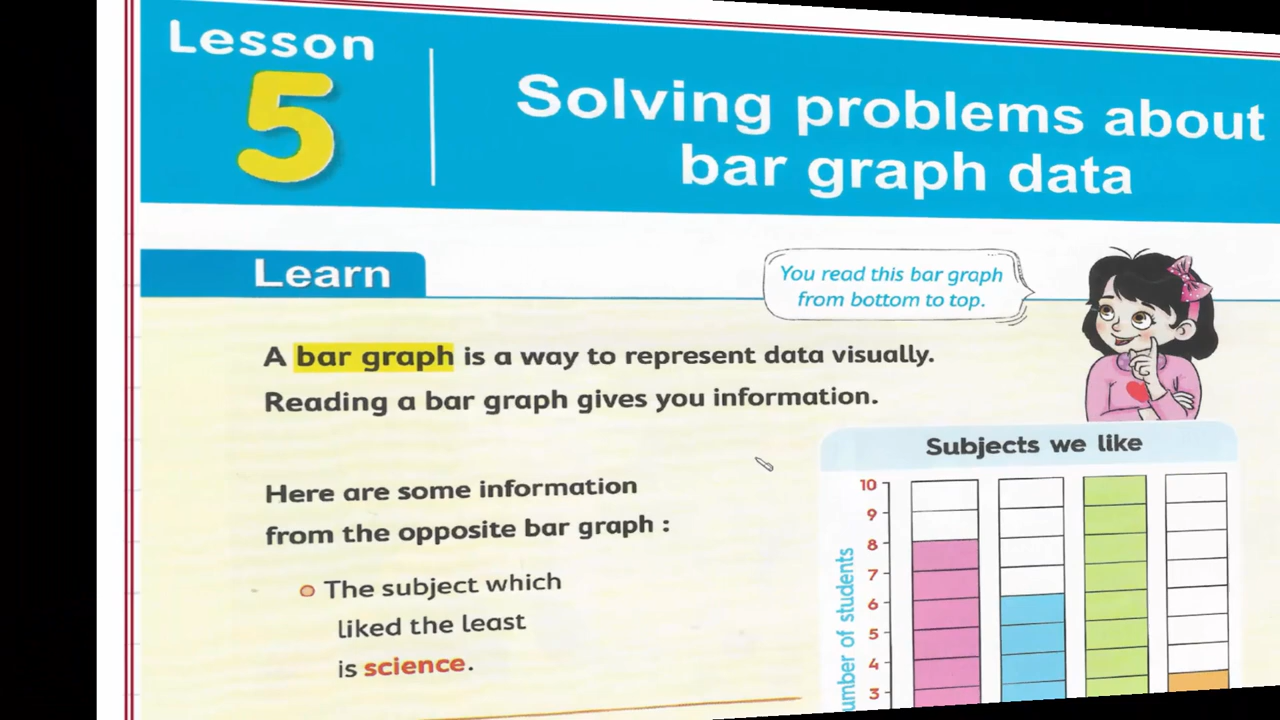 Lesson
5
Solving problems about
bar graph data
Learn
You read this bar graph
from bottom to top.
A bar graph is a way to represent data visually.
Reading a bar graph gives you information.
Here are some information
from the opposite bar graph :
The subject which
liked the least
is science.
Subjects we like
10
9
8
7
6
5
4
3
of students